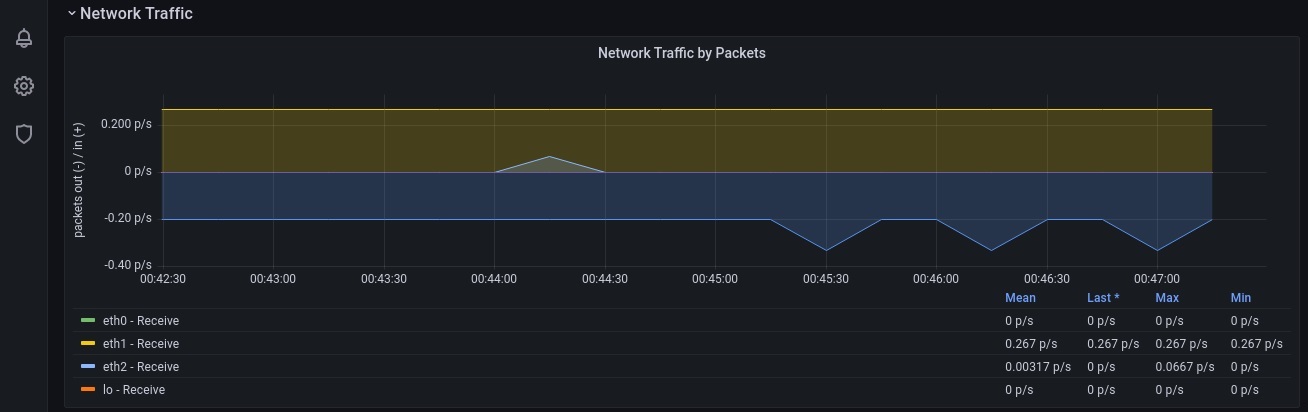 Network Traffic
Network Traffic by Packets
packets out (-) / in (+)
0.200 p/s
0 p/s
-0.20 p/s
-0.40 p/s
00:42:30 00:43:00 00:43:30 00:44:00 00:44:30 00:45:00 00:45:30 00:46:00 00:46:30 00:47:00
Mean Last * Max Min
eth0 - Receive 0 p/s 0 p/s 0 p/s 0 p/s
eth1 - Receive 0.267 p/s 0.267 p/s 0.267 p/s 0.267 p/s
eth2 - Receive 0.00317 p/s 0 p/s 0.0667 p/s 0 p/s
lo - Receive 0 p/s 0 p/s 0 p/s 0 p/s